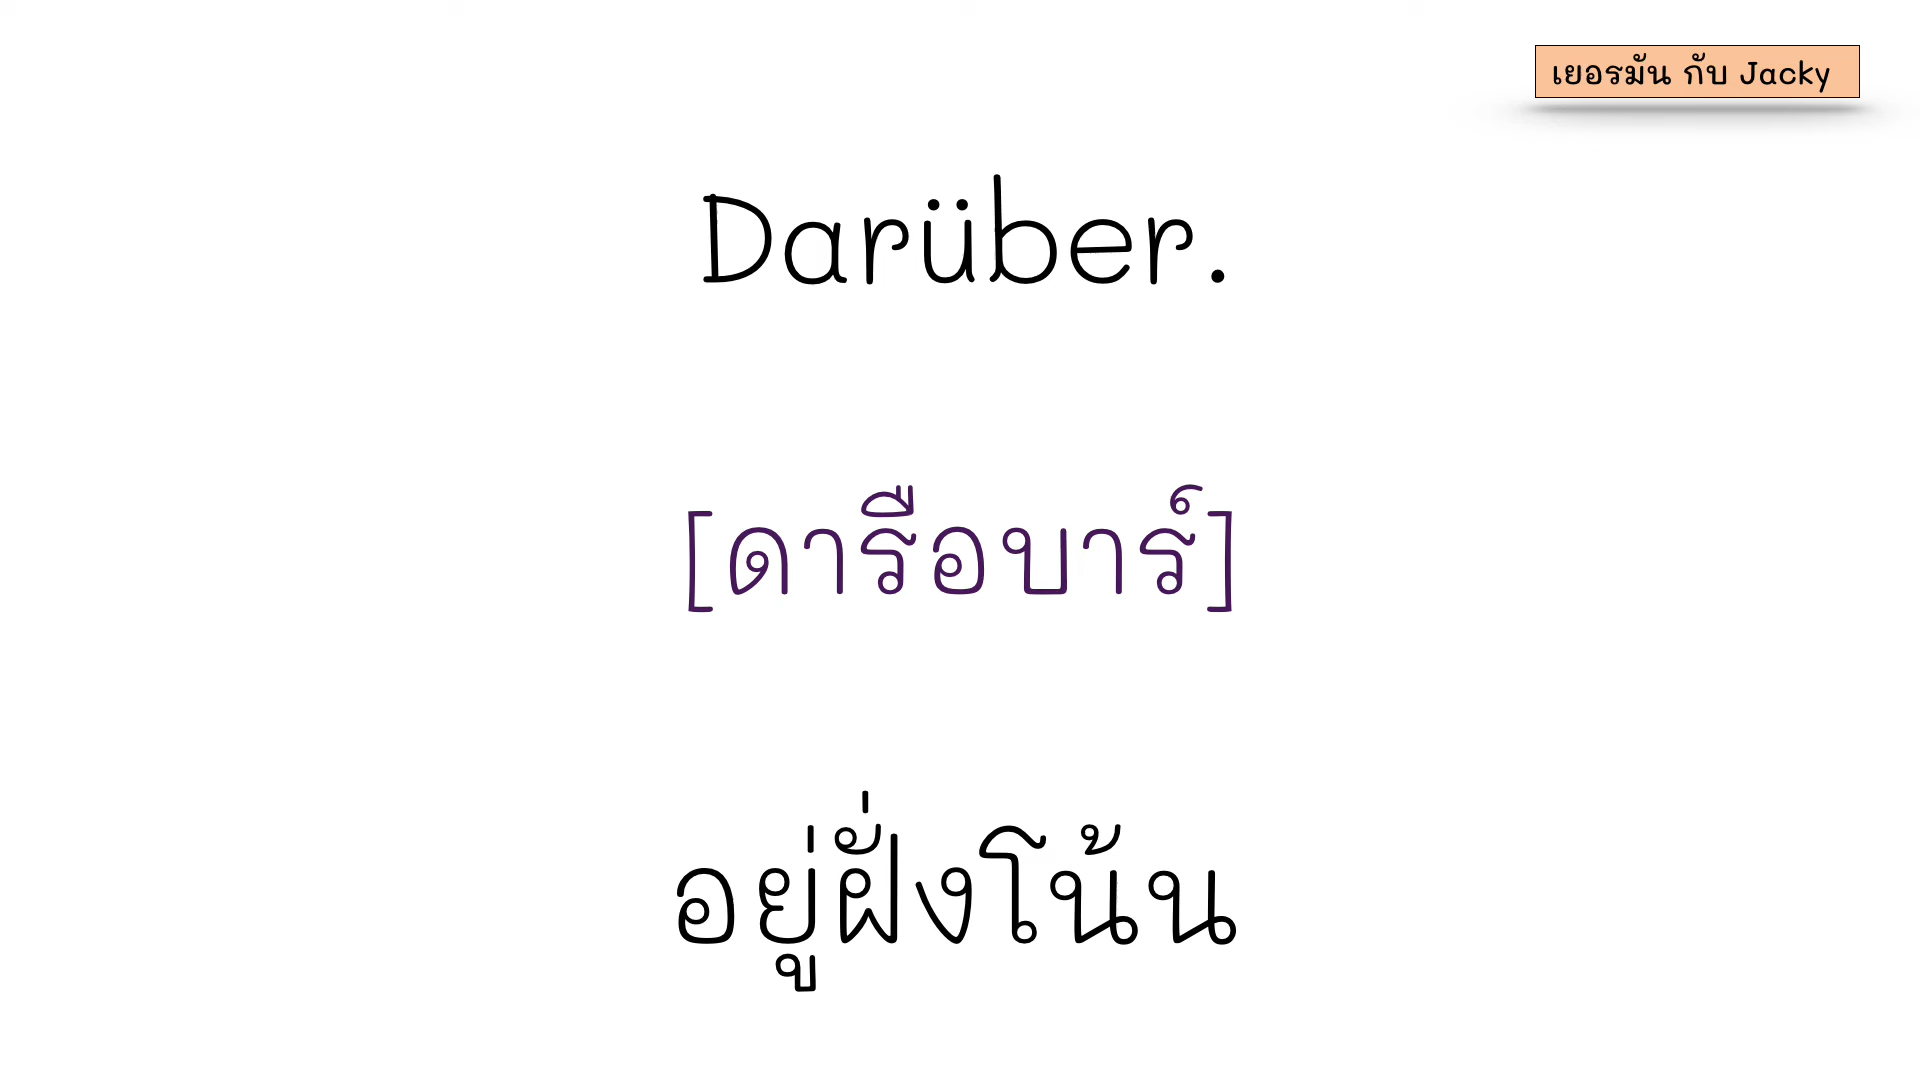 เยอรมัน กับ Jacky
Darüber.
[ดารือบาร์]
อยู่ฝั่งโน้น